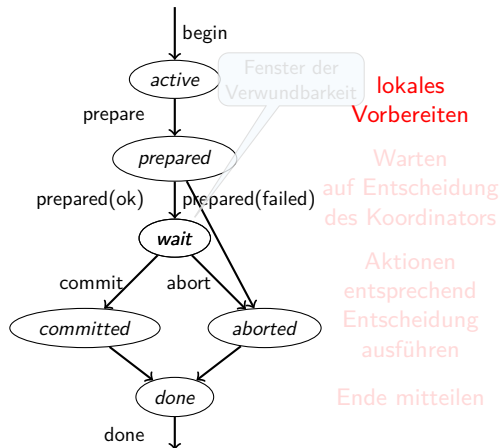 begin
Fenster der
Verwundbarkeit
active
lokales
Vorbereiten
prepare
prepared
Warten
auf Entscheidung
des Koordinators
prepared(ok)
prepared(failed)
wait
commit
abort
Aktionen
entsprechend
Entscheidung
ausführen
committed
aborted
done
Ende mitteilen
done